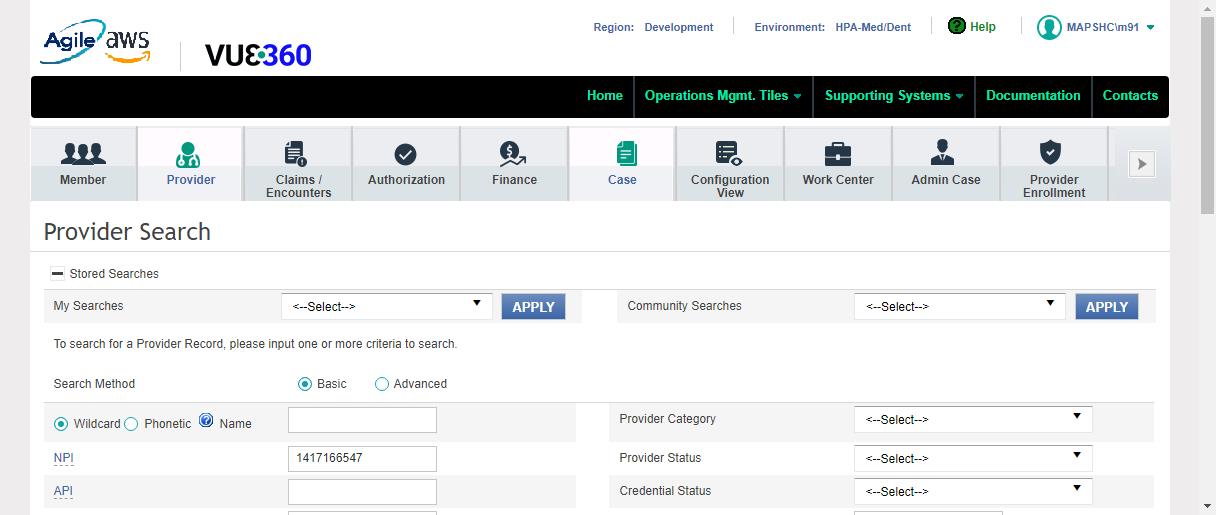 Agile aws
VUE360
Region: Development Environment: HPA-Med/Dent Help MAPSHC\m91
Home Operations Mgmt. Tiles Supporting Systems Documentation Contacts
Member Provider Claims / Encounters Authorization Finance Case Configuration View Work Center Admin Case Provider Enrollment
Provider Search
Stored Searches
My Searches <--Select--> APPLY Community Searches <--Select--> APPLY
To search for a Provider Record, please input one or more criteria to search.
Search Method Basic Advanced
Wildcard Phonetic ? Name Provider Category <--Select-->
NPI 1417166547 Provider Status <--Select-->
API Credential Status <--Select-->